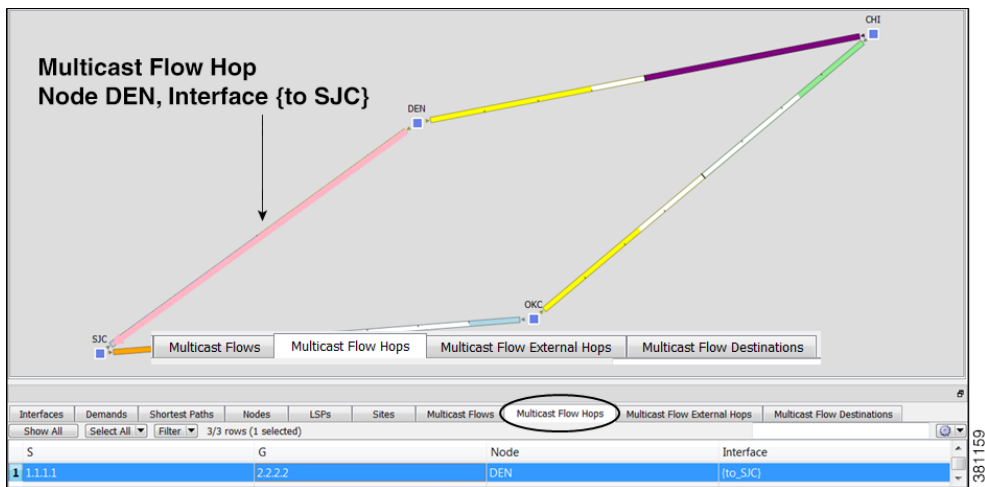 CHI
Multicast Flow Hop
Node DEN, Interface {to SJC}
DEN
OKC
SJC
Multicast Flows Multicast Flow Hops Multicast Flow External Hops Multicast Flow Destinations
Interfaces Demands Shortest Paths Nodes LSPs Sites Multicast Flows Multicast Flow Hops Multicast Flow External Hops Multicast Flow Destinations
Show All Select All Filter 3/3 rows (1 selected)
S G Node Interface
1 1.1.1.1 2.2.2.2 DEN {to_SJC}
381159